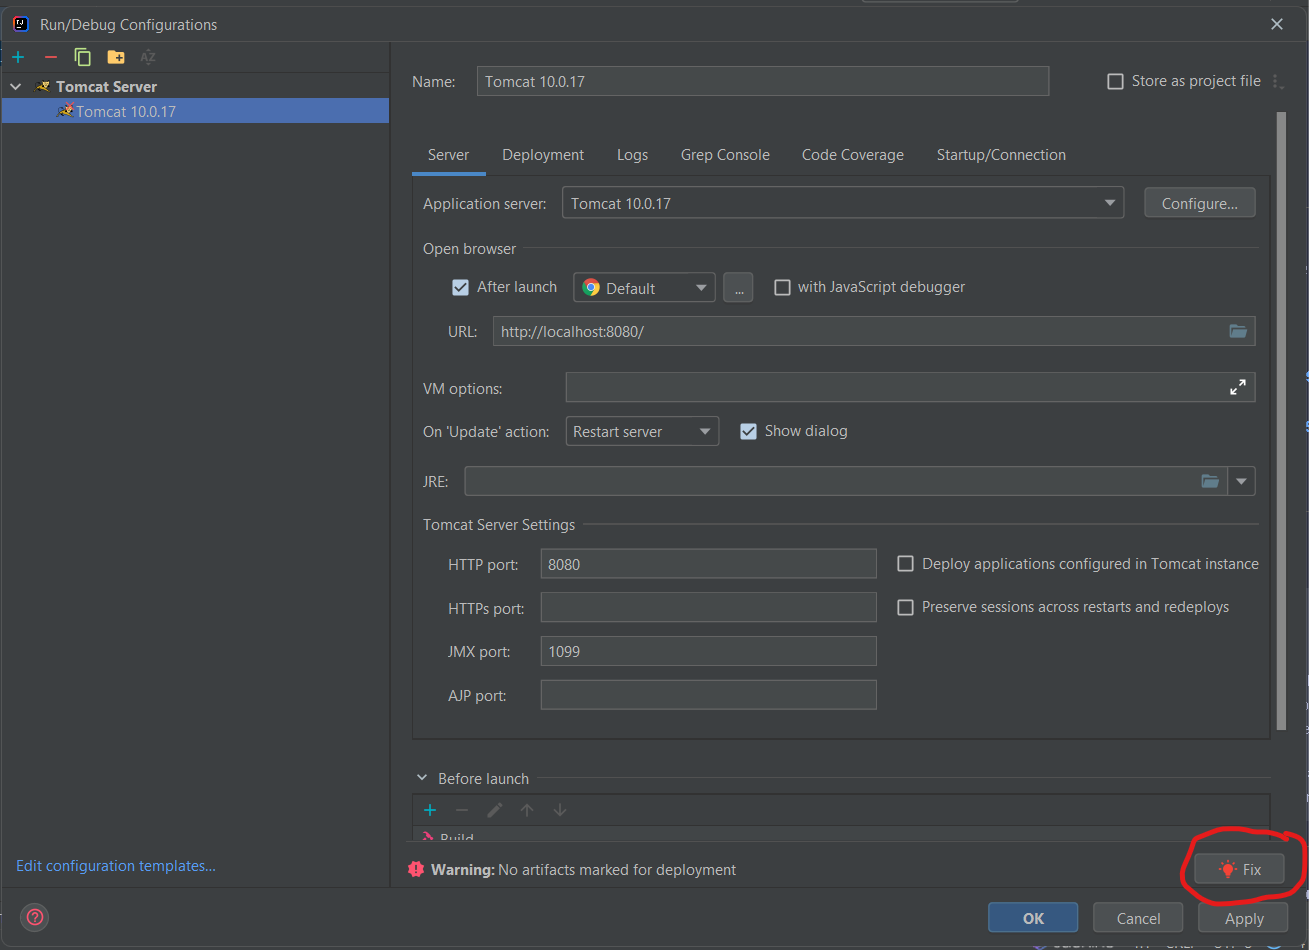 Run/Debug Configurations
Tomcat Server
Tomcat 10.0.17
Name: Tomcat 10.0.17 Store as project file
Server Deployment Logs Grep Console Code Coverage Startup/Connection
Application server: Tomcat 10.0.17 Configure...
Open browser
After launch Default ... with JavaScript debugger
URL: http://localhost:8080/
VM options:
On 'Update' action: Restart server Show dialog
JRE:
Tomcat Server Settings
HTTP port: 8080 Deploy applications configured in Tomcat instance
HTTPs port: Preserve sessions across restarts and redeploys
JMX port: 1099
AJP port:
Before launch
Build
Edit configuration templates...
Warning: No artifacts marked for deployment Fix
? OK Cancel Apply